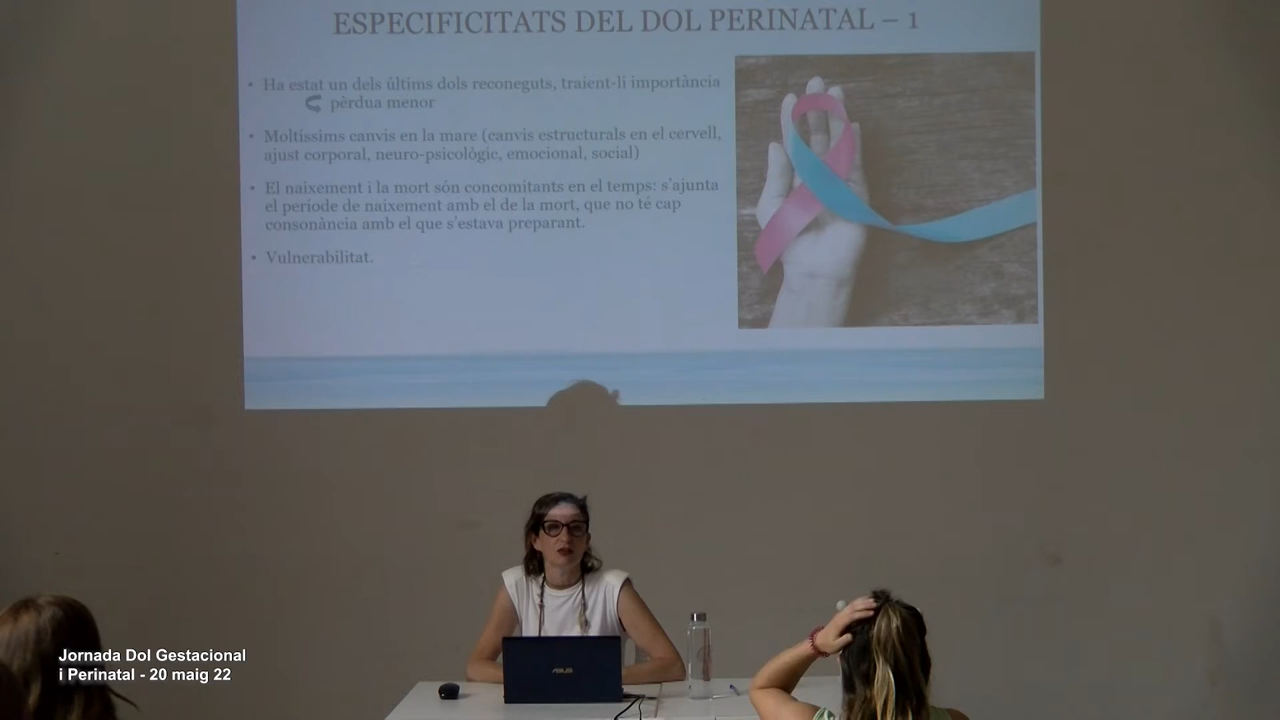 ESPECIFICITATS DEL DOL PERINATAL – 1
• Ha estat un dels últims dols reconeguts, traient-li importància
pèrdua menor
• Moltíssims canvis en la mare (canvis estructurals en el cervell,
ajust corporal, neuro-psicològic, emocional, social)
• El naixement i la mort són concomitants en el temps: s'ajunta
el període de naixement amb el de la mort, que no té cap
consonància amb el que s'estava preparant.
• Vulnerabilitat.
ASUS
Jornada Dol Gestacional
i Perinatal - 20 maig 22